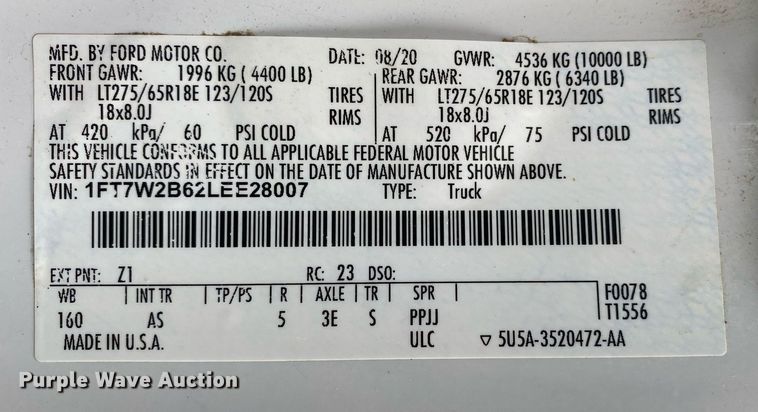 MFD. BY FORD MOTOR CO. DATE: 08/20 GVWR: 4536 KG (10000 LB)
FRONT GAWR: 1996 KG ( 4400 LB) REAR GAWR: 2876 KG ( 6340 LB)
WITH LT275/65R18E 123/120S TIRES WITH LT275/65R18E 123/120S TIRES
18x8.0J RIMS 18x8.0J RIMS
AT 420 kPa/ 60 PSI COLD AT 520 kPa/ 75 PSI COLD
THIS VEHICLE CONFORMS TO ALL APPLICABLE FEDERAL MOTOR VEHICLE
SAFETY STANDARDS IN EFFECT ON THE DATE OF MANUFACTURE SHOWN ABOVE.
VIN: 1FT7W2B62LEE28007 TYPE: Truck
EXT PNT: Z1 RC: 23 DSO:
WB INT TR TP/PS R AXLE TR SPR F0078
160 AS 5 3E S PPJJ T1556
MADE IN U.S.A. ULC ▽ 5U5A-3520472-AA
Purple Wave Auction